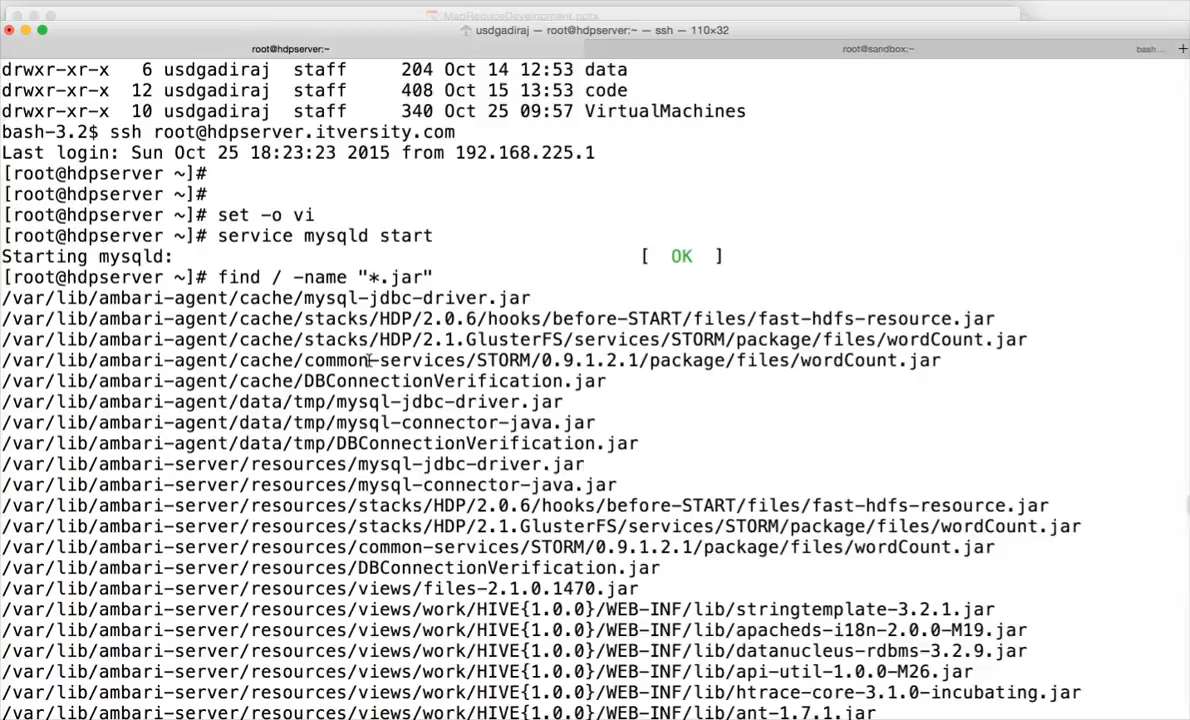 MapReduceDevelopment.pptx
usdgadiraj — root@hdpserver:~ — ssh — 110×32
root@hdpserver:~ root@sandbox:~ bash... +
drwxr-xr-x 6 usdgadiraj staff 204 Oct 14 12:53 data
drwxr-xr-x 12 usdgadiraj staff 408 Oct 15 13:53 code
drwxr-xr-x 10 usdgadiraj staff 340 Oct 25 09:57 VirtualMachines
bash-3.2$ ssh root@hdpserver.itversity.com
Last login: Sun Oct 25 18:23:23 2015 from 192.168.225.1
[root@hdpserver ~]#
[root@hdpserver ~]#
[root@hdpserver ~]# set -o vi
[root@hdpserver ~]# service mysqld start
Starting mysqld: [ OK ]
[root@hdpserver ~]# find / -name "*.jar"
/var/lib/ambari-agent/cache/mysql-jdbc-driver.jar
/var/lib/ambari-agent/cache/stacks/HDP/2.0.6/hooks/before-START/files/fast-hdfs-resource.jar
/var/lib/ambari-agent/cache/stacks/HDP/2.1.GlusterFS/services/STORM/package/files/wordCount.jar
/var/lib/ambari-agent/cache/common-services/STORM/0.9.1.2.1/package/files/wordCount.jar
/var/lib/ambari-agent/cache/DBConnectionVerification.jar
/var/lib/ambari-agent/data/tmp/mysql-jdbc-driver.jar
/var/lib/ambari-agent/data/tmp/mysql-connector-java.jar
/var/lib/ambari-agent/data/tmp/DBConnectionVerification.jar
/var/lib/ambari-server/resources/mysql-jdbc-driver.jar
/var/lib/ambari-server/resources/mysql-connector-java.jar
/var/lib/ambari-server/resources/stacks/HDP/2.0.6/hooks/before-START/files/fast-hdfs-resource.jar
/var/lib/ambari-server/resources/stacks/HDP/2.1.GlusterFS/services/STORM/package/files/wordCount.jar
/var/lib/ambari-server/resources/common-services/STORM/0.9.1.2.1/package/files/wordCount.jar
/var/lib/ambari-server/resources/DBConnectionVerification.jar
/var/lib/ambari-server/resources/views/files-2.1.0.1470.jar
/var/lib/ambari-server/resources/views/work/HIVE{1.0.0}/WEB-INF/lib/stringtemplate-3.2.1.jar
/var/lib/ambari-server/resources/views/work/HIVE{1.0.0}/WEB-INF/lib/apacheds-i18n-2.0.0-M19.jar
/var/lib/ambari-server/resources/views/work/HIVE{1.0.0}/WEB-INF/lib/datanucleus-rdbms-3.2.9.jar
/var/lib/ambari-server/resources/views/work/HIVE{1.0.0}/WEB-INF/lib/api-util-1.0.0-M26.jar
/var/lib/ambari-server/resources/views/work/HIVE{1.0.0}/WEB-INF/lib/htrace-core-3.1.0-incubating.jar
/var/lib/ambari-server/resources/views/work/HIVE{1.0.0}/WEB-INF/lib/ant-1.7.1.jar